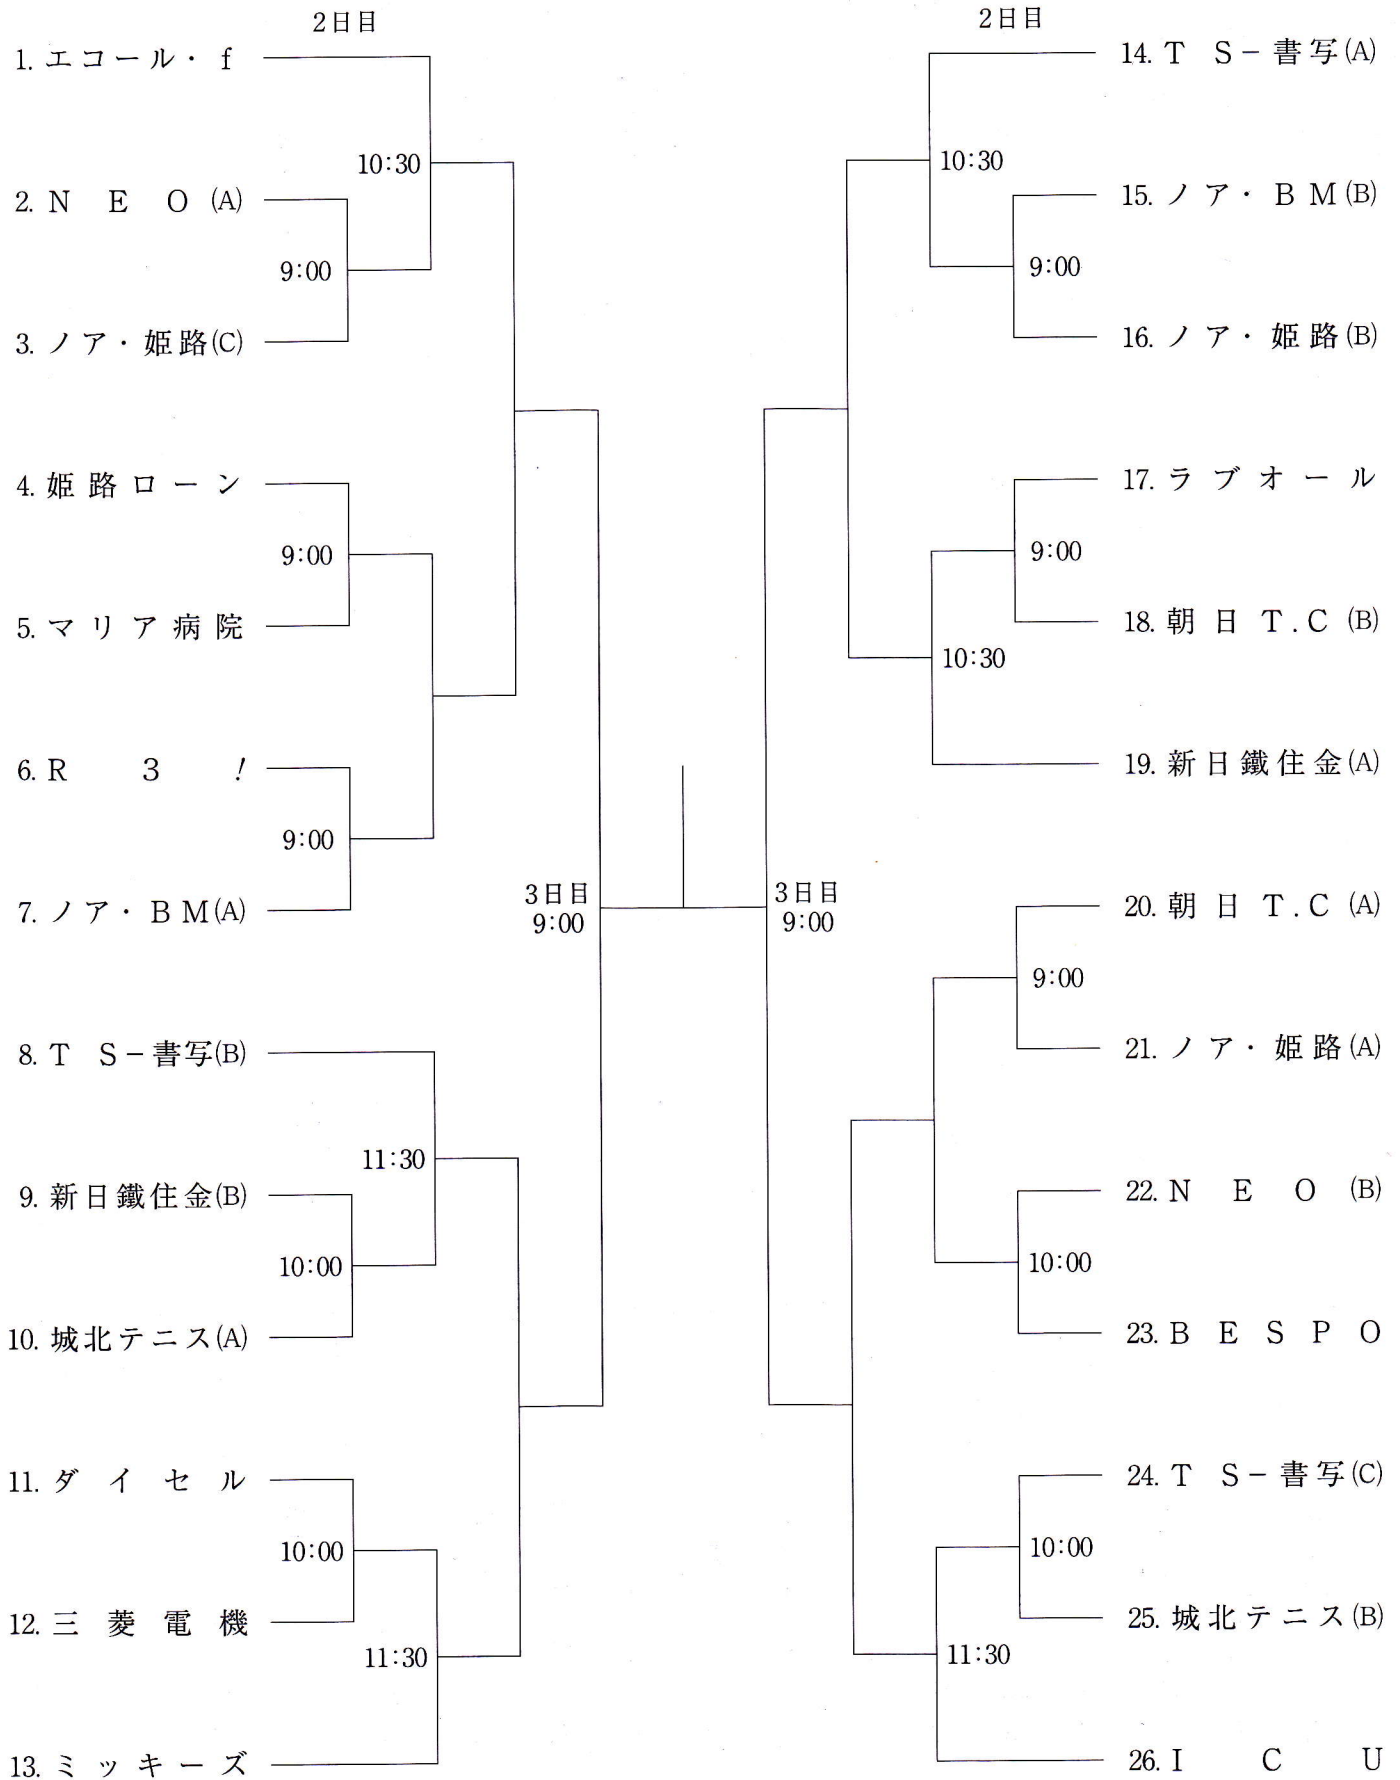 2日目
1. エコール・f
10:30
2. N E O (A)
9:00
3. ノア・姫路(C)
4. 姫路ローン
9:00
5. マリア病院
6. R 3 !
9:00
7. ノア・BM(A)
3日目
9:00
8. T S-書写(B)
11:30
9. 新日鐵住金(B)
10:00
10. 城北テニス(A)
11. ダイセル
10:00
12. 三菱電機
11:30
13. ミッキーズ
2日目
14. T S-書写(A)
10:30
15. ノア・BM(B)
9:00
16. ノア・姫路(B)
17. ラブオール
9:00
18. 朝日T.C (B)
10:30
19. 新日鐵住金(A)
3日目
9:00
20. 朝日T.C (A)
9:00
21. ノア・姫路(A)
22. N E O (B)
10:00
23. B E S P O
24. T S-書写(C)
10:00
25. 城北テニス(B)
11:30
26. I C U